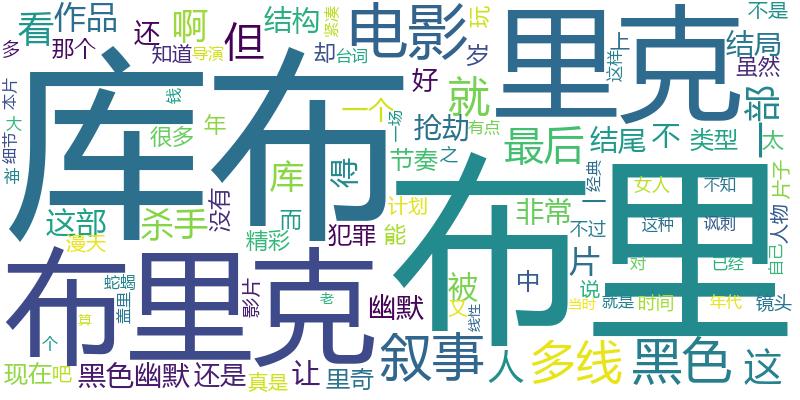 库布
里克
布里
布里克
电影
看
作品
还
啊
但
结构
紧凑
玩
岁
却
台词
好
就
上
这样
不是
结局
虽然
一部
太
多
那个
知道
导演
本片
大
细节
钱
很多
年
一个
一场
抢劫
有点
节奏
之
最后
结尾
不
类型
经典
片子
库
得
这部
杀手
没有
而
计划
能
犯罪
精彩
漫天
蛇蝎
盖里
影片
老
幽默
被
文
线性
中
非常
片
不过
说
女人
不知
这种
讽刺
人物
自己
对
已经
当时
就是
时间
年代
镜头
算
个
现在
吧
黑色幽默
还是
真是
让
里奇
叙事
人
多线
黑色
这